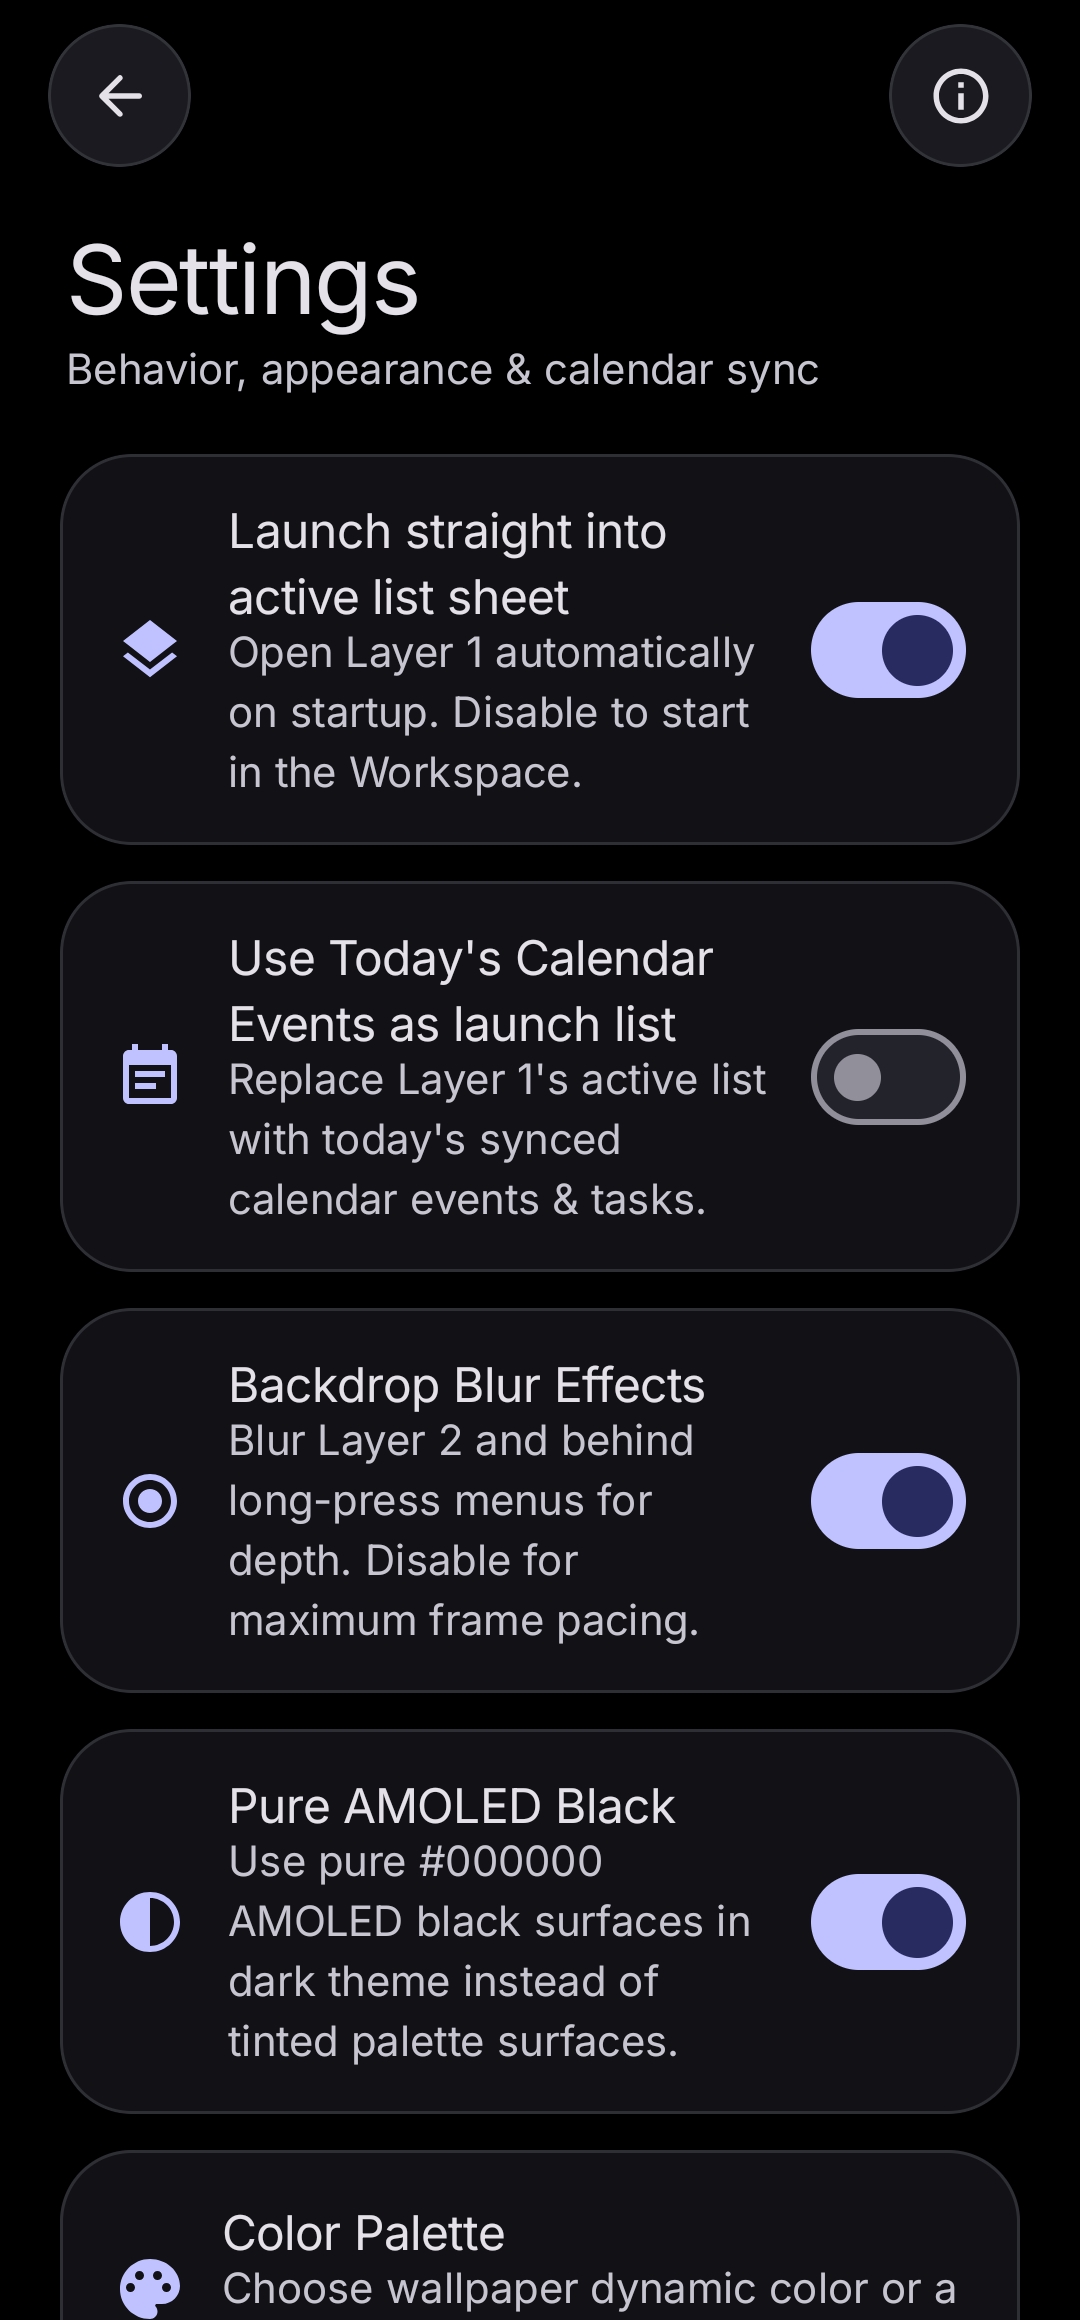 Settings
Behavior, appearance & calendar sync
Launch straight into
active list sheet
Open Layer 1 automatically
on startup. Disable to start
in the Workspace.
Use Today's Calendar
Events as launch list
Replace Layer 1's active list
with today's synced
calendar events & tasks.
Backdrop Blur Effects
Blur Layer 2 and behind
long-press menus for
depth. Disable for
maximum frame pacing.
Pure AMOLED Black
Use pure #000000
AMOLED black surfaces in
dark theme instead of
tinted palette surfaces.
Color Palette
Choose wallpaper dynamic color or a